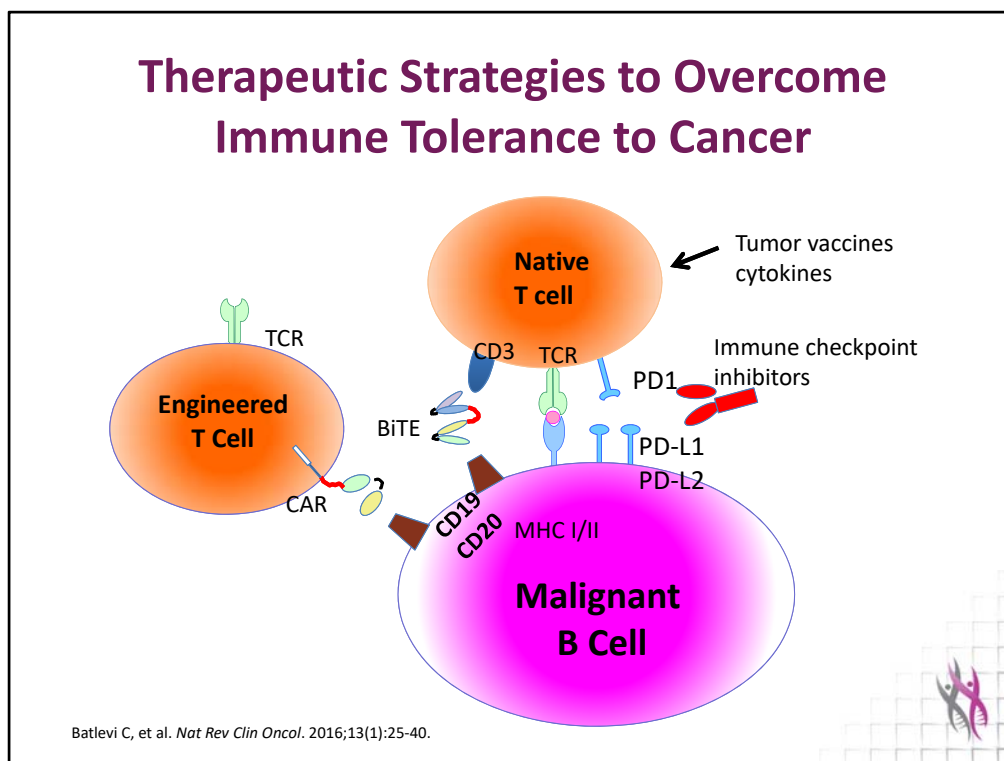 Therapeutic Strategies to Overcome
Immune Tolerance to Cancer
Native
T cell
Tumor vaccines
cytokines
TCR
CD3
TCR
Immune checkpoint
inhibitors
PD1
Engineered
T Cell
BiTE
CAR
PD-L1
PD-L2
CD19
CD20
MHC I/II
Malignant
B Cell
Batlevi C, et al. Nat Rev Clin Oncol. 2016;13(1):25-40.